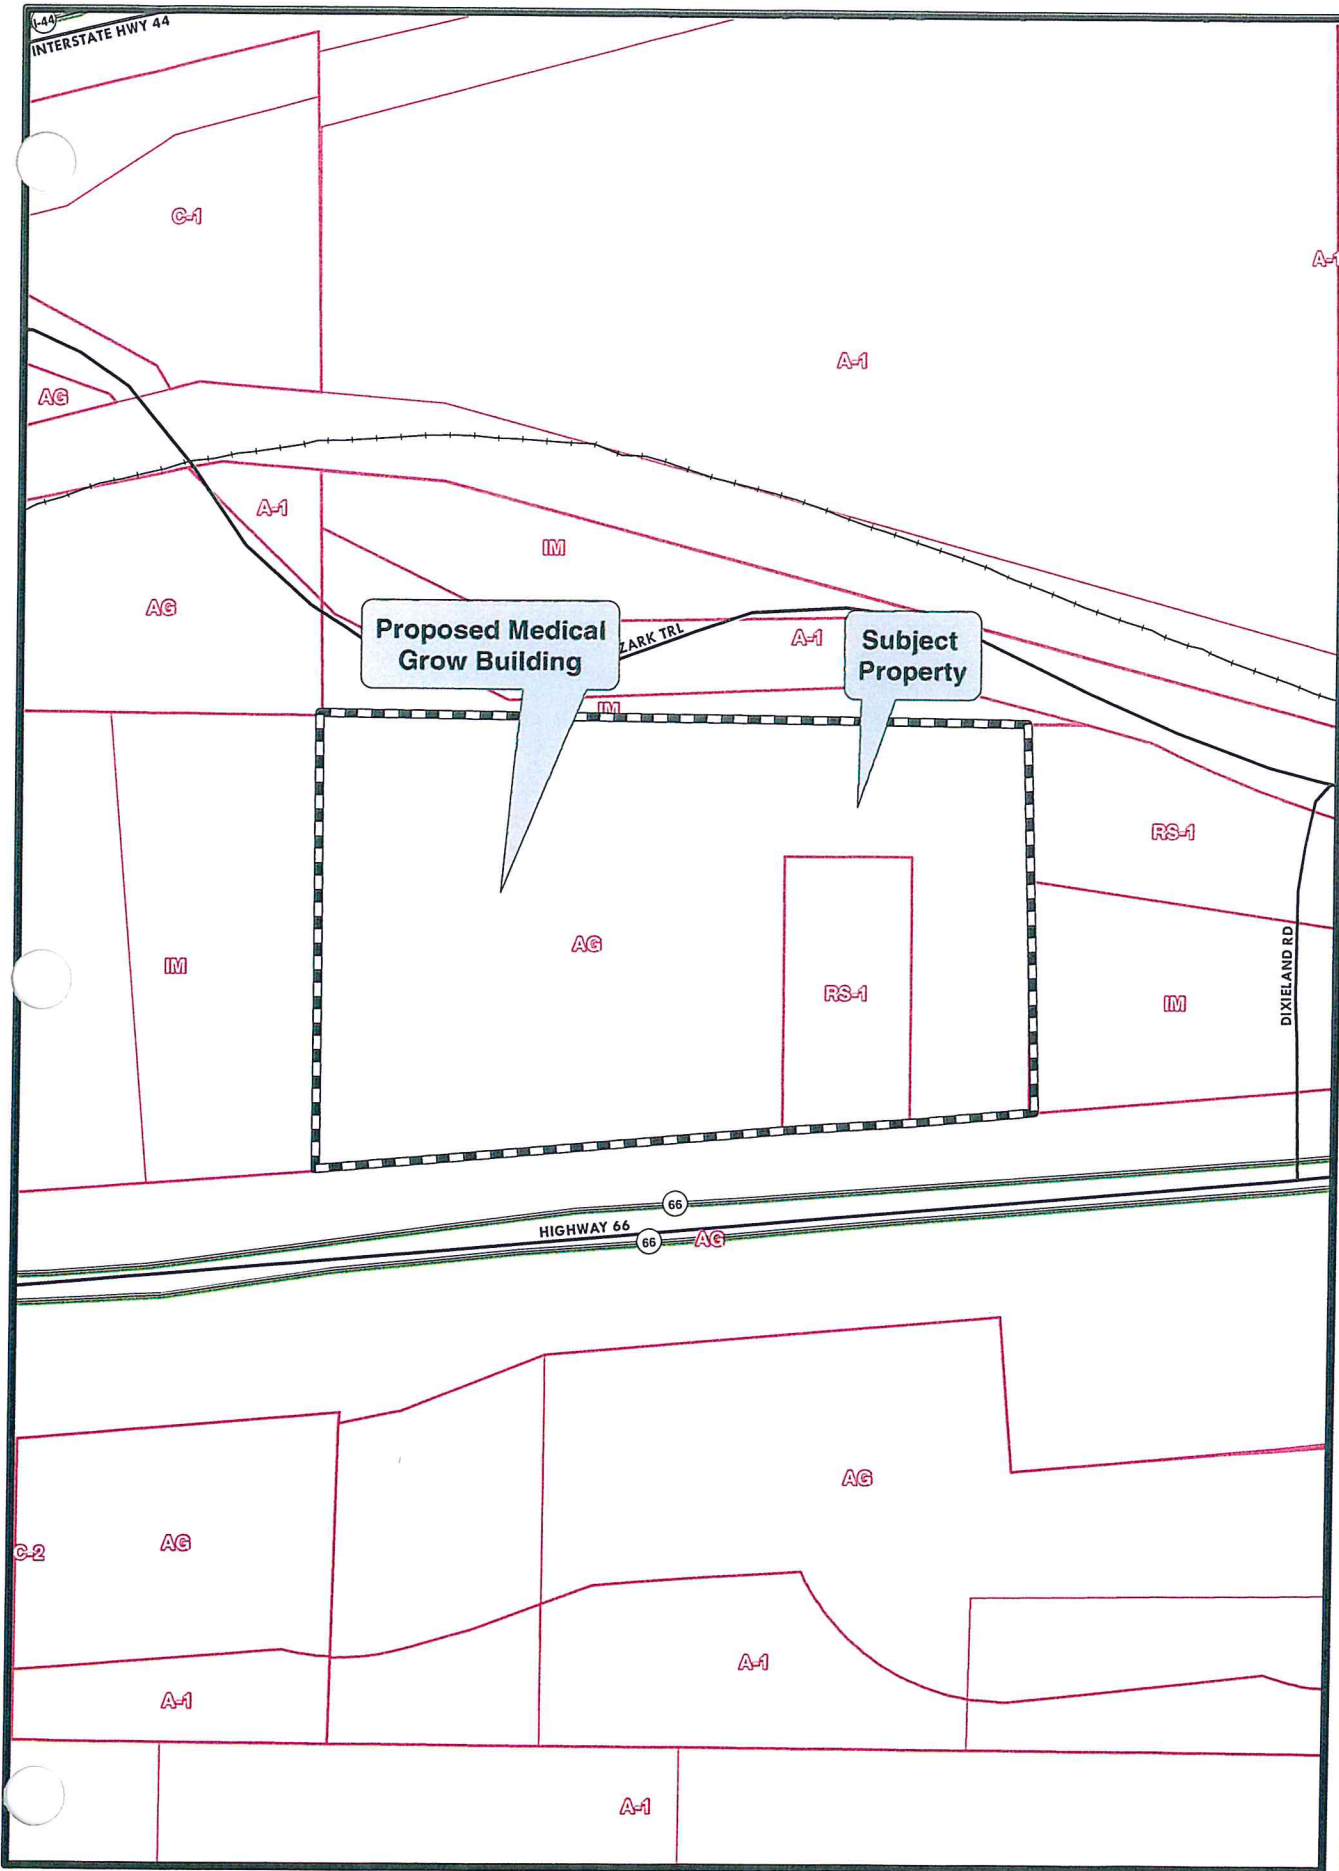 I-44
INTERSTATE HWY 44
C-1
A-1
A-1
AG
A-1
IM
AG
Proposed Medical
Grow Building
ZARK TRL
A-1
Subject
Property
IM
RS-1
AG
IM
RS-1
IM
DIXIELAND RD
66
HIGHWAY 66
66
AG
AG
AG
C-2
A-1
A-1
A-1